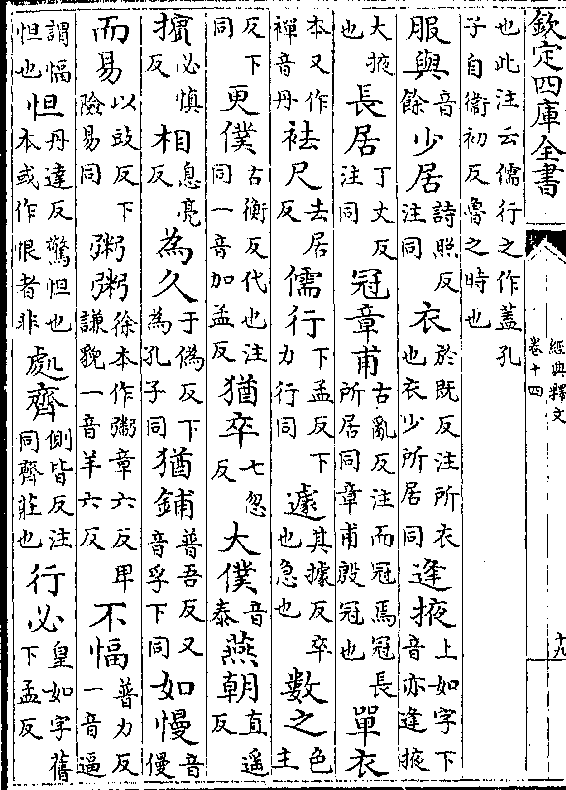 欽定四庫全書
經典釋文
卷十四
十九
也此注云儒行之作蓋孔子自衛初反魯之時也
服與音餘少居詩照反注同衣於既反注所衣也衣少所居同逢掖上如字下音亦逢掖
大掖也長居丁丈反注同冠章甫古亂反注而冠焉冠長所居同章甫殷冠也單衣
本又作襌音丹袪尺去居反儒行下孟反下力行同遽其據反卒也急也數之色主
反下同更僕古衡反代也注同一音加孟反猶卒七忽反大僕音泰燕朝直遥反
擯必慎反相息亮反為久于偽反下為孔子同猶鋪普吾反又音孚下同如慢音僈
而易以豉反下險易同粥粥徐本作粥章六反卑謙貌一音羊六反不愊普力反一音逼
謂愊怛也怛丹達反驚怛也本或作恨者非處齊側皆反注同齊莊也行必皇如字舊下孟反